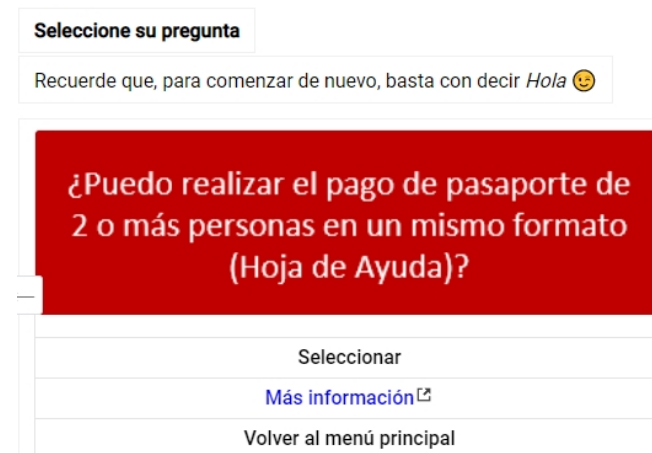 Seleccione su pregunta
Recuerde que, para comenzar de nuevo, basta con decir Hola 😉
¿Puedo realizar el pago de pasaporte de
2 o más personas en un mismo formato
(Hoja de Ayuda)?
Seleccionar
Más información
Volver al menú principal